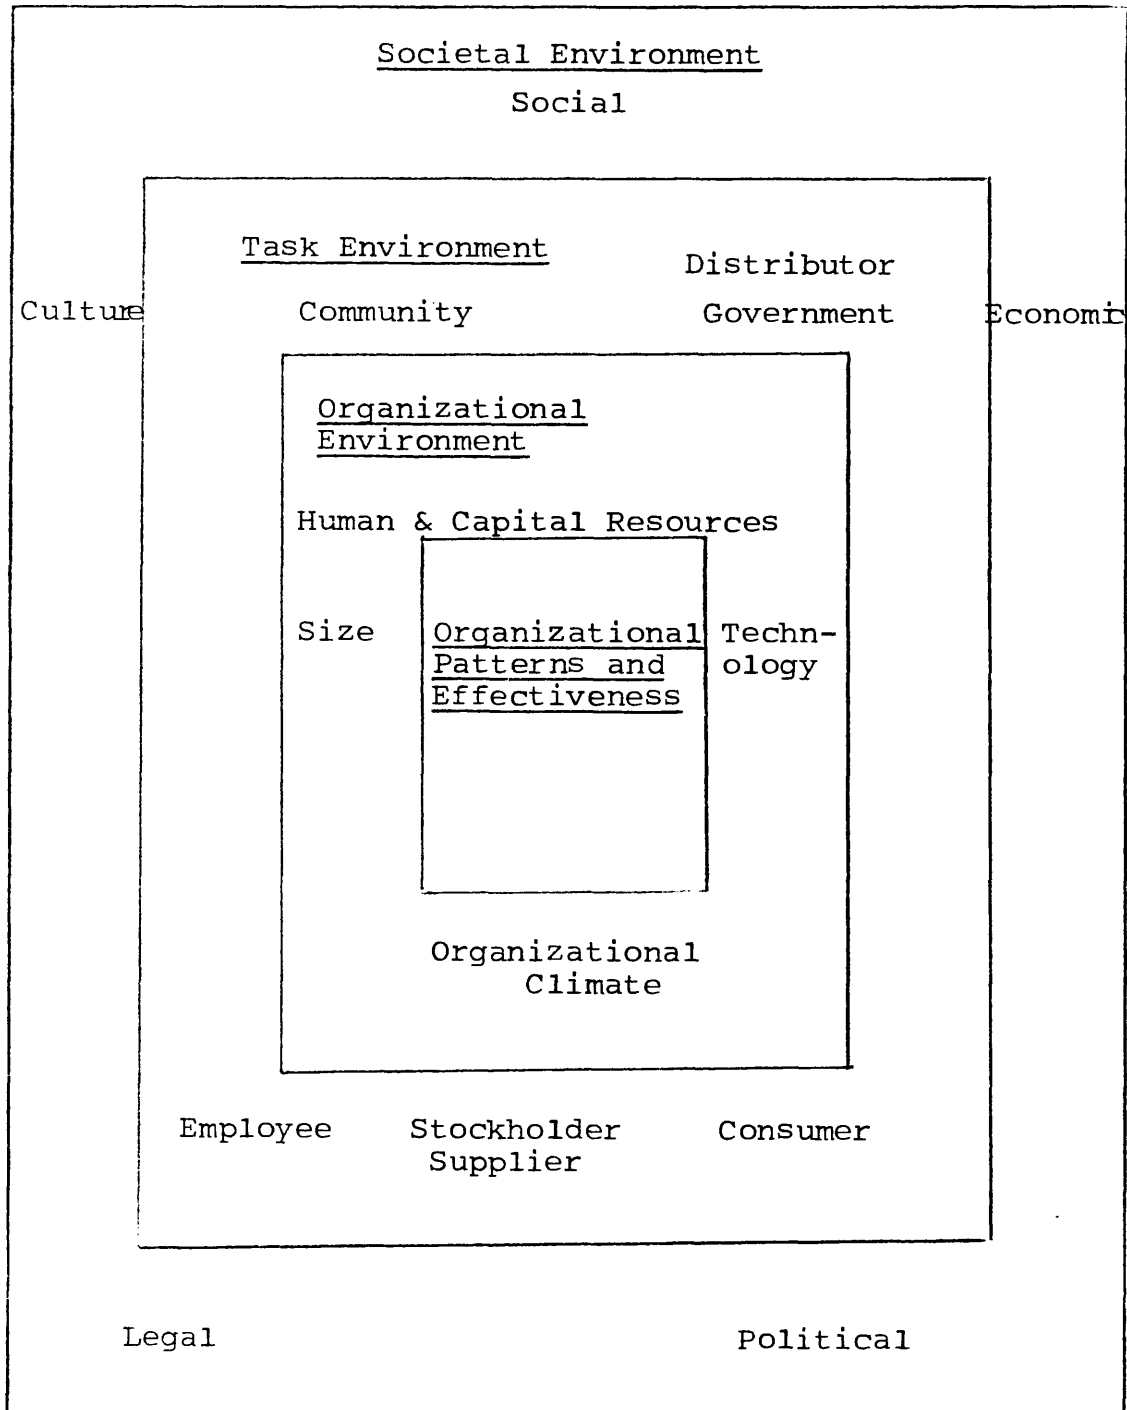 Societal Environment
Social
Task Environment
Distributor
Culture
Community
Government
Economic
Organizational
Environment
Human & Capital Resources
Size
Organizational
Patterns and
Effectiveness
Techn-
ology
Organizational
Climate
Employee
Stockholder
Supplier
Consumer
Legal
Political